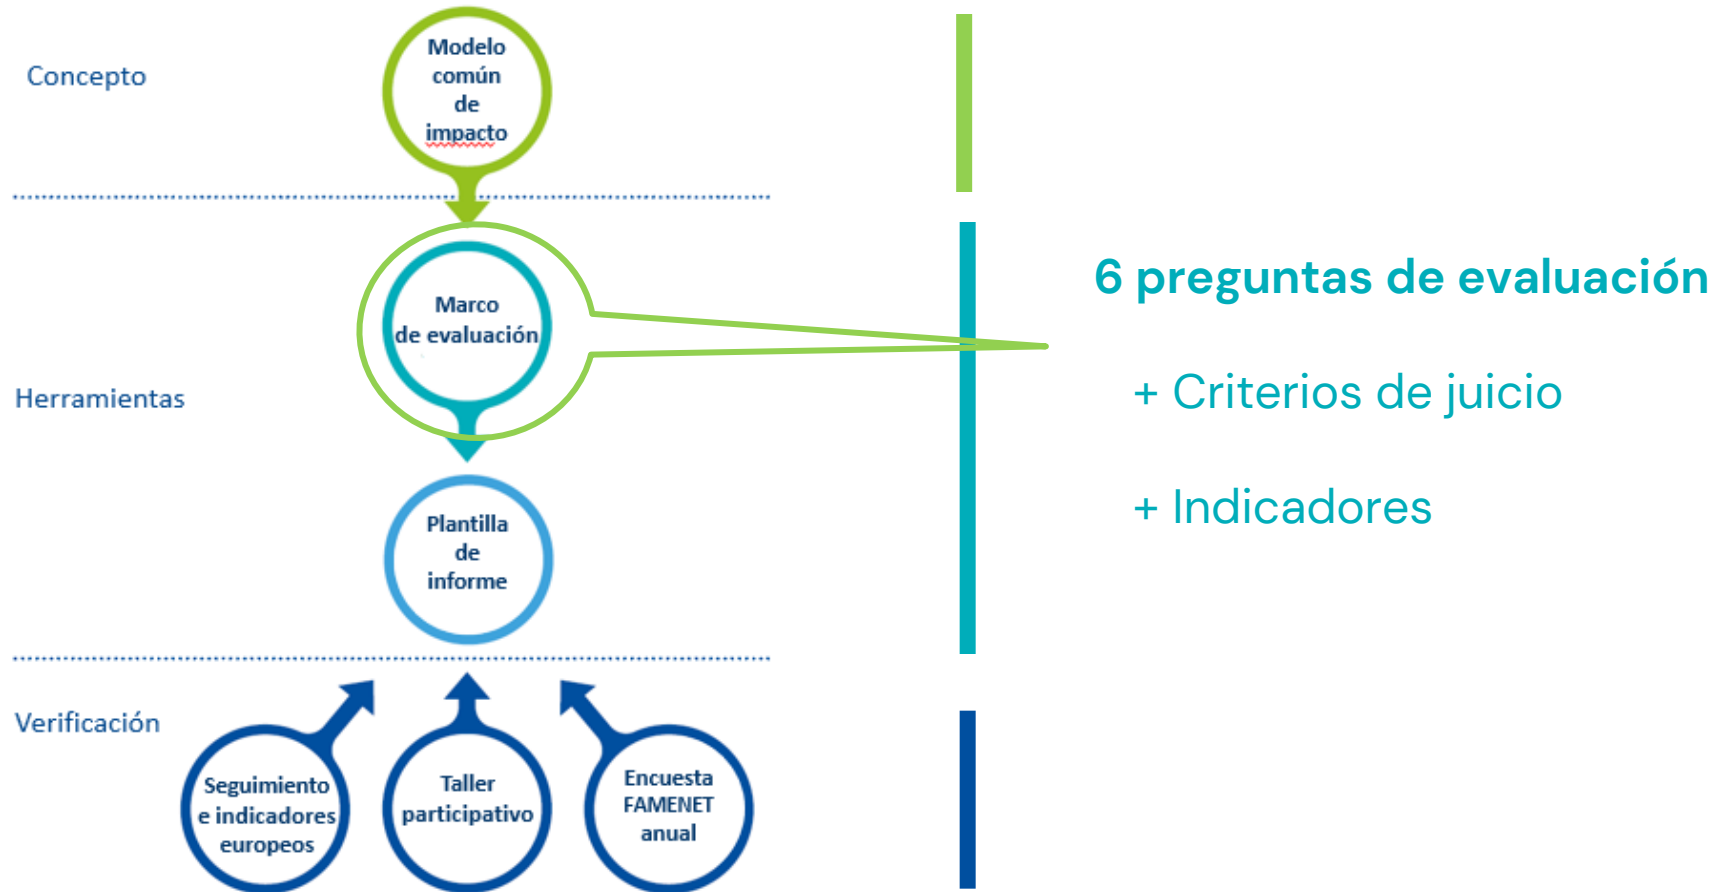 Concepto
Modelo
común
de
impacto
Herramientas
Marco
de evaluación
Plantilla
de
informe
6 preguntas de evaluación
+ Criterios de juicio
+ Indicadores
Verificación
Seguimiento
e indicadores
europeos
Taller
participativo
Encuesta
FAMENET
anual